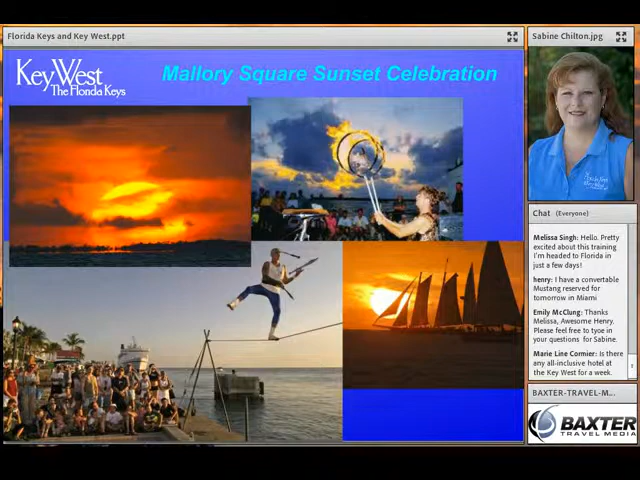 Florida Keys and Key West.ppt
Key West
The Florida Keys
Mallory Square Sunset Celebration
Sabine Chilton.jpg
Chat (Everyone)
Melissa Singh: Hello. Pretty
excited about this training
I'm headed to Florida in
just a few days!
henry: I have a convertable
Mustang reserved for
tomorrow in Miami
Emily McClung: Thanks
Melissa, Awesome Henry.
Please feel free to tyoe in
your questions for Sabine.
Marie Line Cormier: Is there
any all-inclusive hotel at
the Key West for a week.
BAXTER-TRAVEL-M...
BAXTER
TRAVEL MEDIA